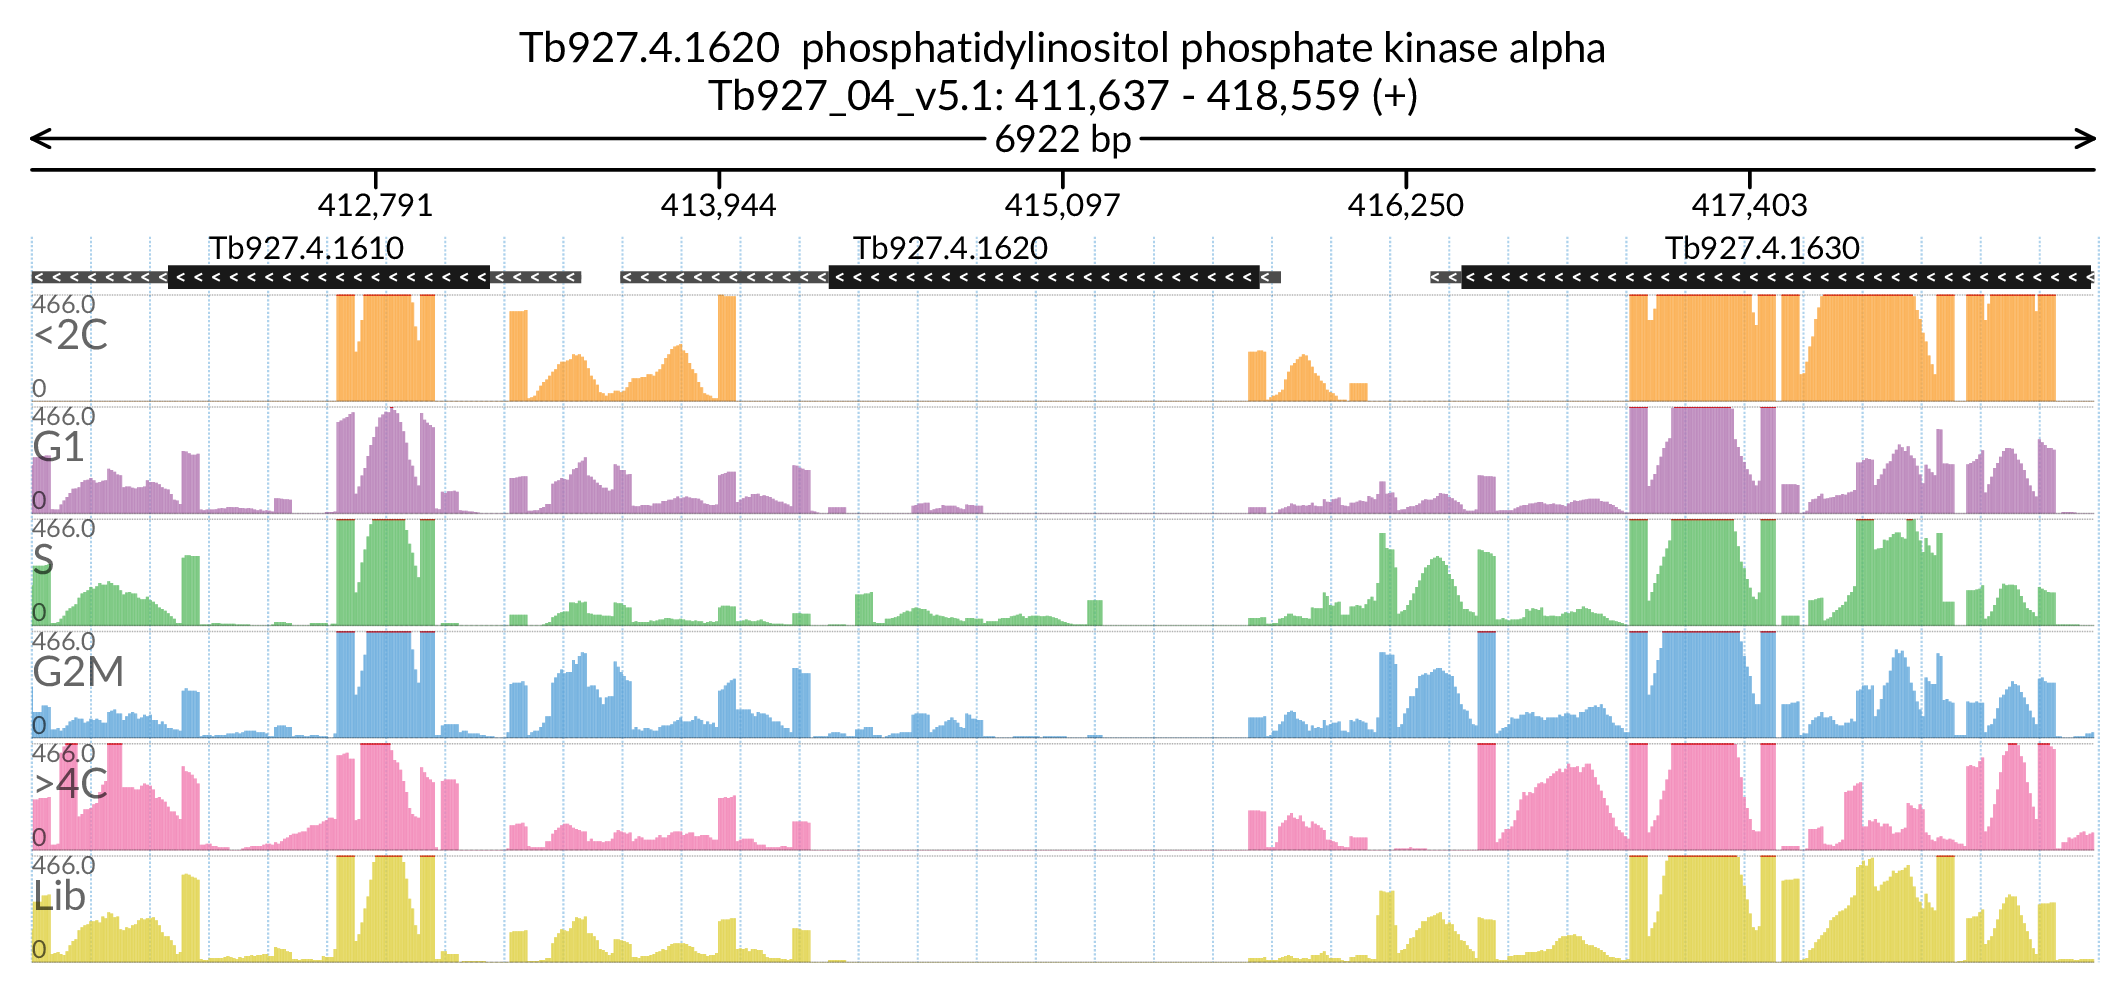 Tb927.4.1620  phosphatidylinositol phosphate kinase alpha
Tb927_04_v5.1: 411,637 - 418,559 (+)
6922 bp
412,791 413,944 415,097 416,250 417,403
Tb927.4.1610 Tb927.4.1620 Tb927.4.1630
466.0
<2C
0
466.0
G1
0
466.0
S
0
466.0
G2M
0
466.0
>4C
0
466.0
Lib
0